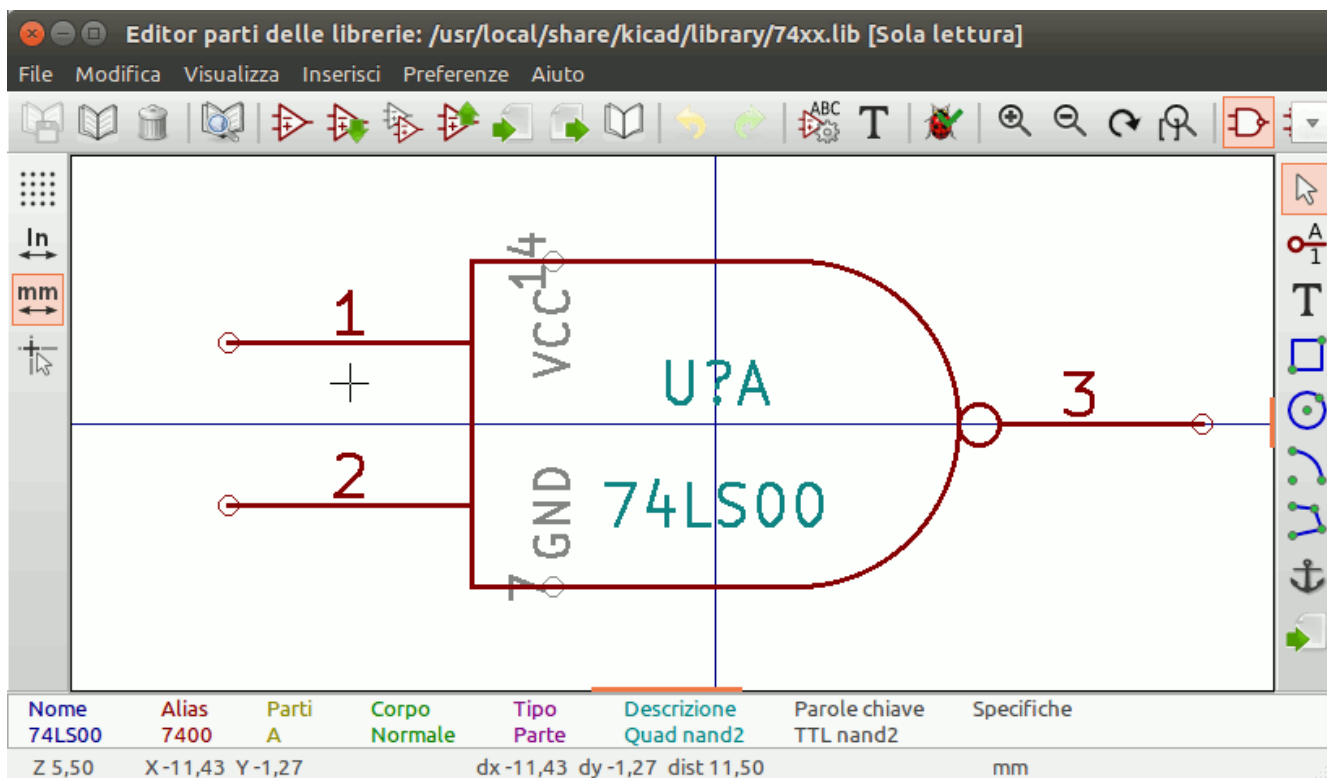 Editor parti delle librerie: /usr/local/share/kicad/library/74xx.lib [Sola lettura]
File Modifica Visualizza Inserisci Preferenze Aiuto
ABC
T
In
mm
A
1
T
14
VCC
1
U?A
3
2
GND
74LS00
7
Nome Alias Parti Corpo Tipo Descrizione Parole chiave Specifiche
74LS00 7400 A Normale Parte Quad nand2 TTL nand2
Z 5,50 X -11,43 Y -1,27 dx -11,43 dy -1,27 dist 11,50 mm